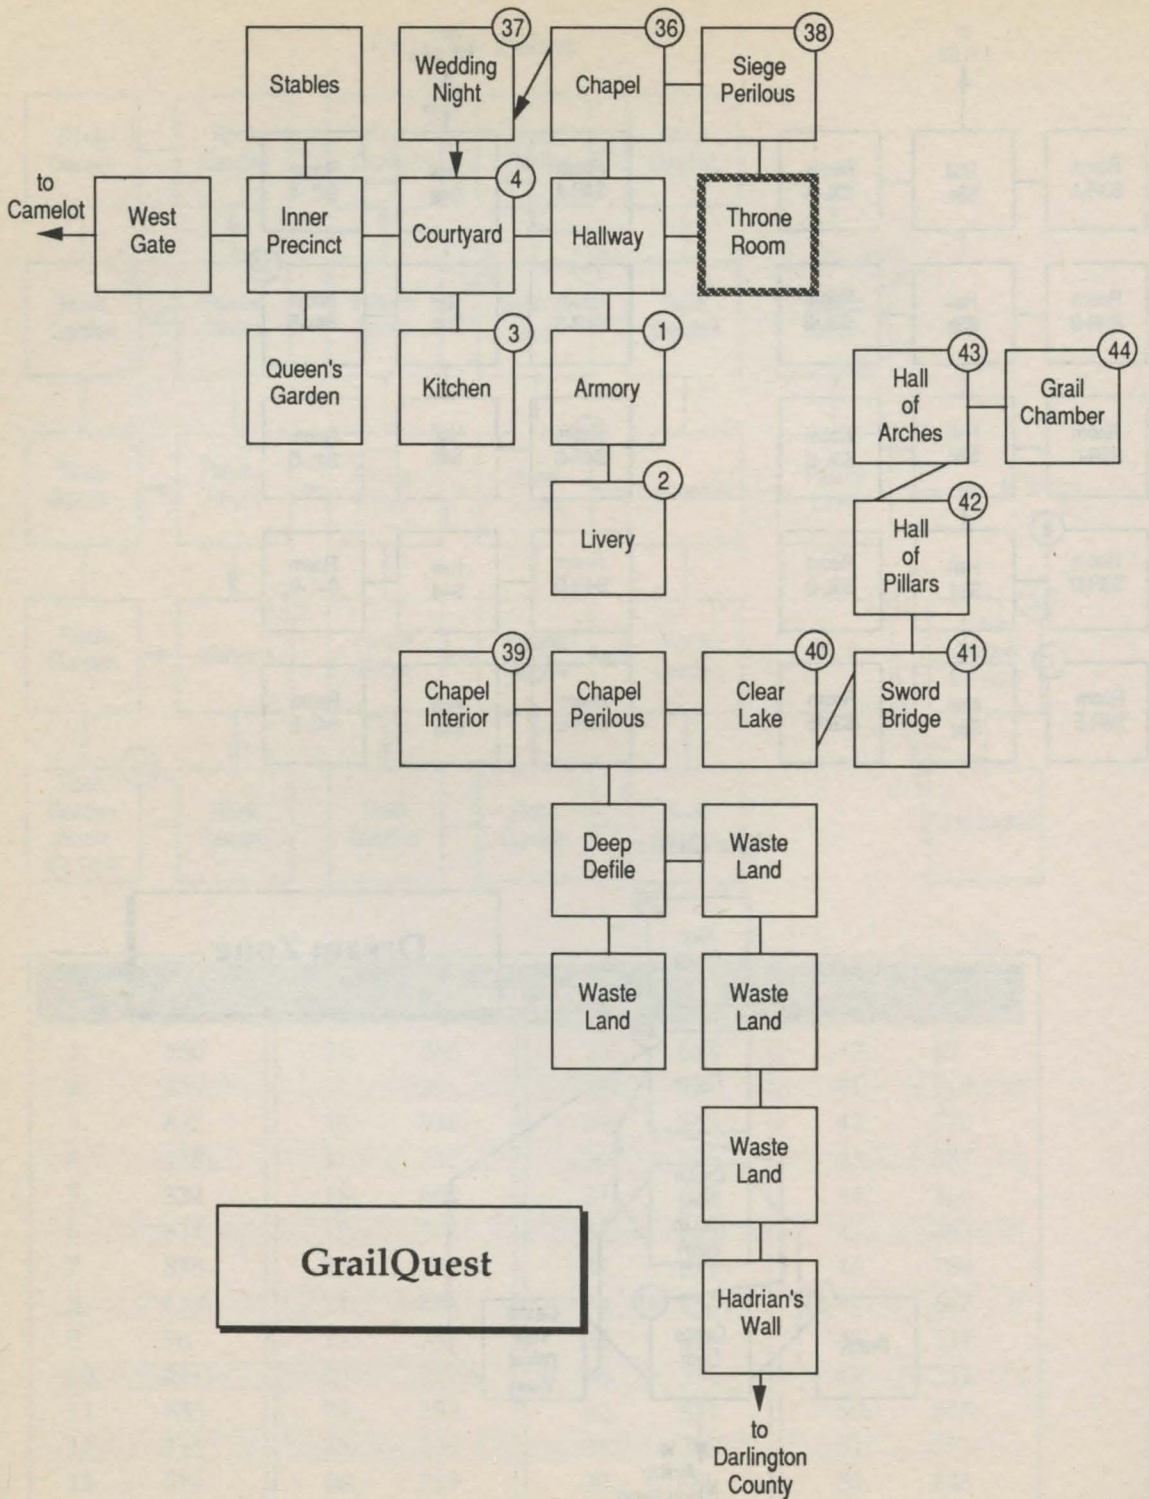 37
36
38
Stables
Wedding
Night
Chapel
Siege
Perilous
to
Camelot
West
Gate
Inner
Precinct
4
Courtyard
Hallway
Throne
Room
Queen's
Garden
3
Kitchen
1
Armory
43
Hall
of
Arches
44
Grail
Chamber
2
Livery
42
Hall
of
Pillars
39
Chapel
Interior
Chapel
Perilous
40
Clear
Lake
41
Sword
Bridge
Deep
Defile
Waste
Land
Waste
Land
Waste
Land
Waste
Land
GrailQuest
Hadrian's
Wall
to
Darlington
County